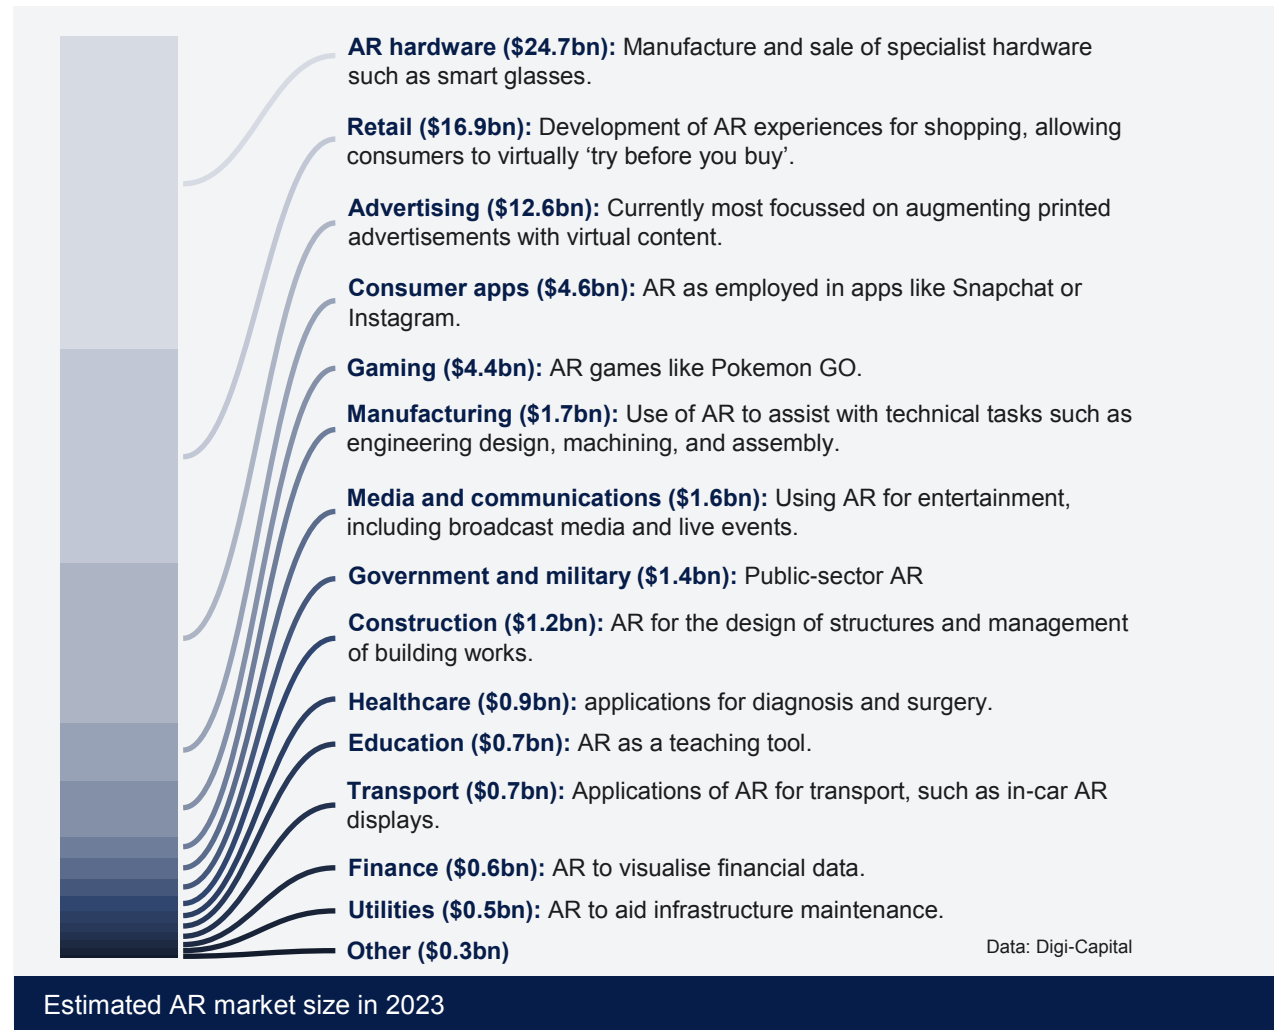 AR hardware ($24.7bn): Manufacture and sale of specialist hardware
such as smart glasses.
Retail ($16.9bn): Development of AR experiences for shopping, allowing
consumers to virtually ‘try before you buy’.
Advertising ($12.6bn): Currently most focussed on augmenting printed
advertisements with virtual content.
Consumer apps ($4.6bn): AR as employed in apps like Snapchat or
Instagram.
Gaming ($4.4bn): AR games like Pokemon GO.
Manufacturing ($1.7bn): Use of AR to assist with technical tasks such as
engineering design, machining, and assembly.
Media and communications ($1.6bn): Using AR for entertainment,
including broadcast media and live events.
Government and military ($1.4bn): Public-sector AR
Construction ($1.2bn): AR for the design of structures and management
of building works.
Healthcare ($0.9bn): applications for diagnosis and surgery.
Education ($0.7bn): AR as a teaching tool.
Transport ($0.7bn): Applications of AR for transport, such as in-car AR
displays.
Finance ($0.6bn): AR to visualise financial data.
Utilities ($0.5bn): AR to aid infrastructure maintenance.
Other ($0.3bn)
Data: Digi-Capital
Estimated AR market size in 2023